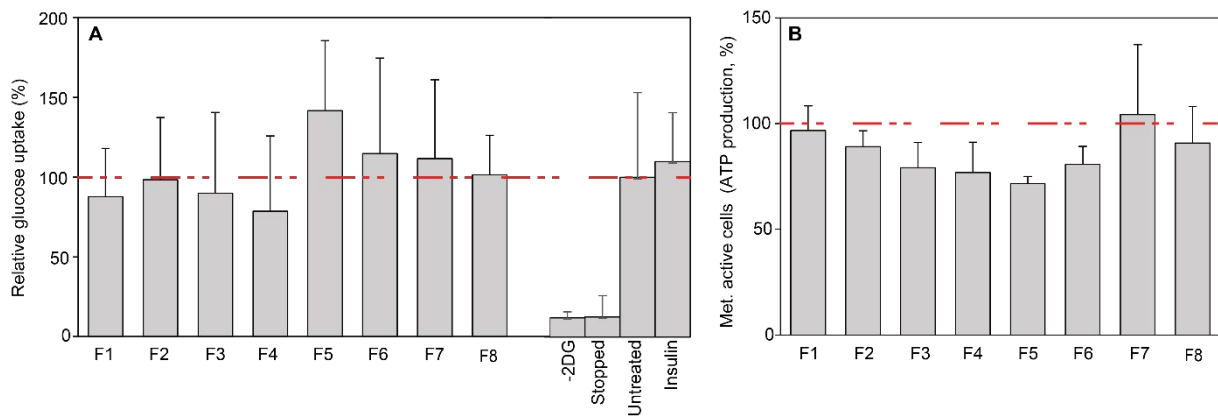 A
Relative glucose uptake (%)
200
150
100
50
0
F1 F2 F3 F4 F5 F6 F7 F8 -2DG Stopped Untreated Insulin
B
Met. active cells (ATP production, %)
150
100
50
0
F1 F2 F3 F4 F5 F6 F7 F8